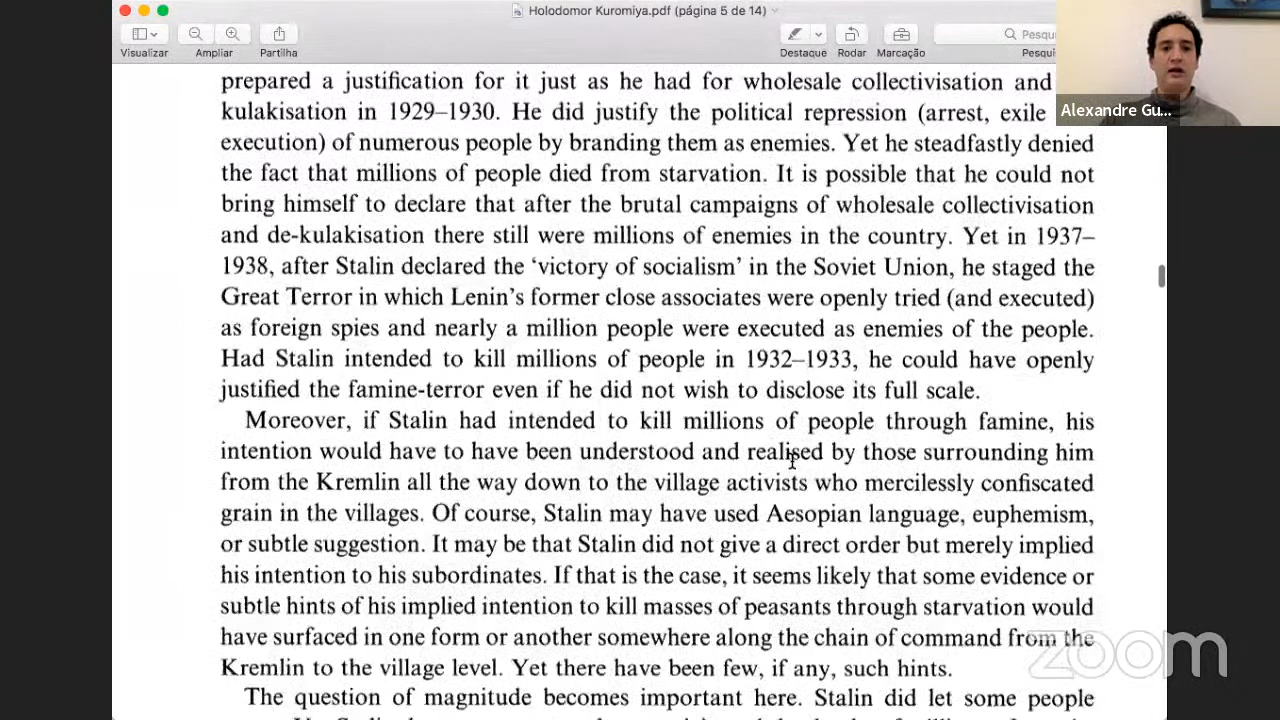 Holodomor Kuromiya.pdf (página 5 de 14)
Visualizar
Ampliar
Partilha
Destaque
Rodar
Marcação
Pesqu
Pesqui
Alexandre Gu...
prepared a justification for it just as he had for wholesale collectivisation and
kulakisation in 1929–1930. He did justify the political repression (arrest, exile
execution) of numerous people by branding them as enemies. Yet he steadfastly denied
the fact that millions of people died from starvation. It is possible that he could not
bring himself to declare that after the brutal campaigns of wholesale collectivisation
and de-kulakisation there still were millions of enemies in the country. Yet in 1937–
1938, after Stalin declared the ‘victory of socialism’ in the Soviet Union, he staged the
Great Terror in which Lenin’s former close associates were openly tried (and executed)
as foreign spies and nearly a million people were executed as enemies of the people.
Had Stalin intended to kill millions of people in 1932–1933, he could have openly
justified the famine-terror even if he did not wish to disclose its full scale.
Moreover, if Stalin had intended to kill millions of people through famine, his
intention would have to have been understood and realised by those surrounding him
from the Kremlin all the way down to the village activists who mercilessly confiscated
grain in the villages. Of course, Stalin may have used Aesopian language, euphemism,
or subtle suggestion. It may be that Stalin did not give a direct order but merely implied
his intention to his subordinates. If that is the case, it seems likely that some evidence or
subtle hints of his implied intention to kill masses of peasants through starvation would
have surfaced in one form or another somewhere along the chain of command from the
Kremlin to the village level. Yet there have been few, if any, such hints.
zoom
The question of magnitude becomes important here. Stalin did let some people